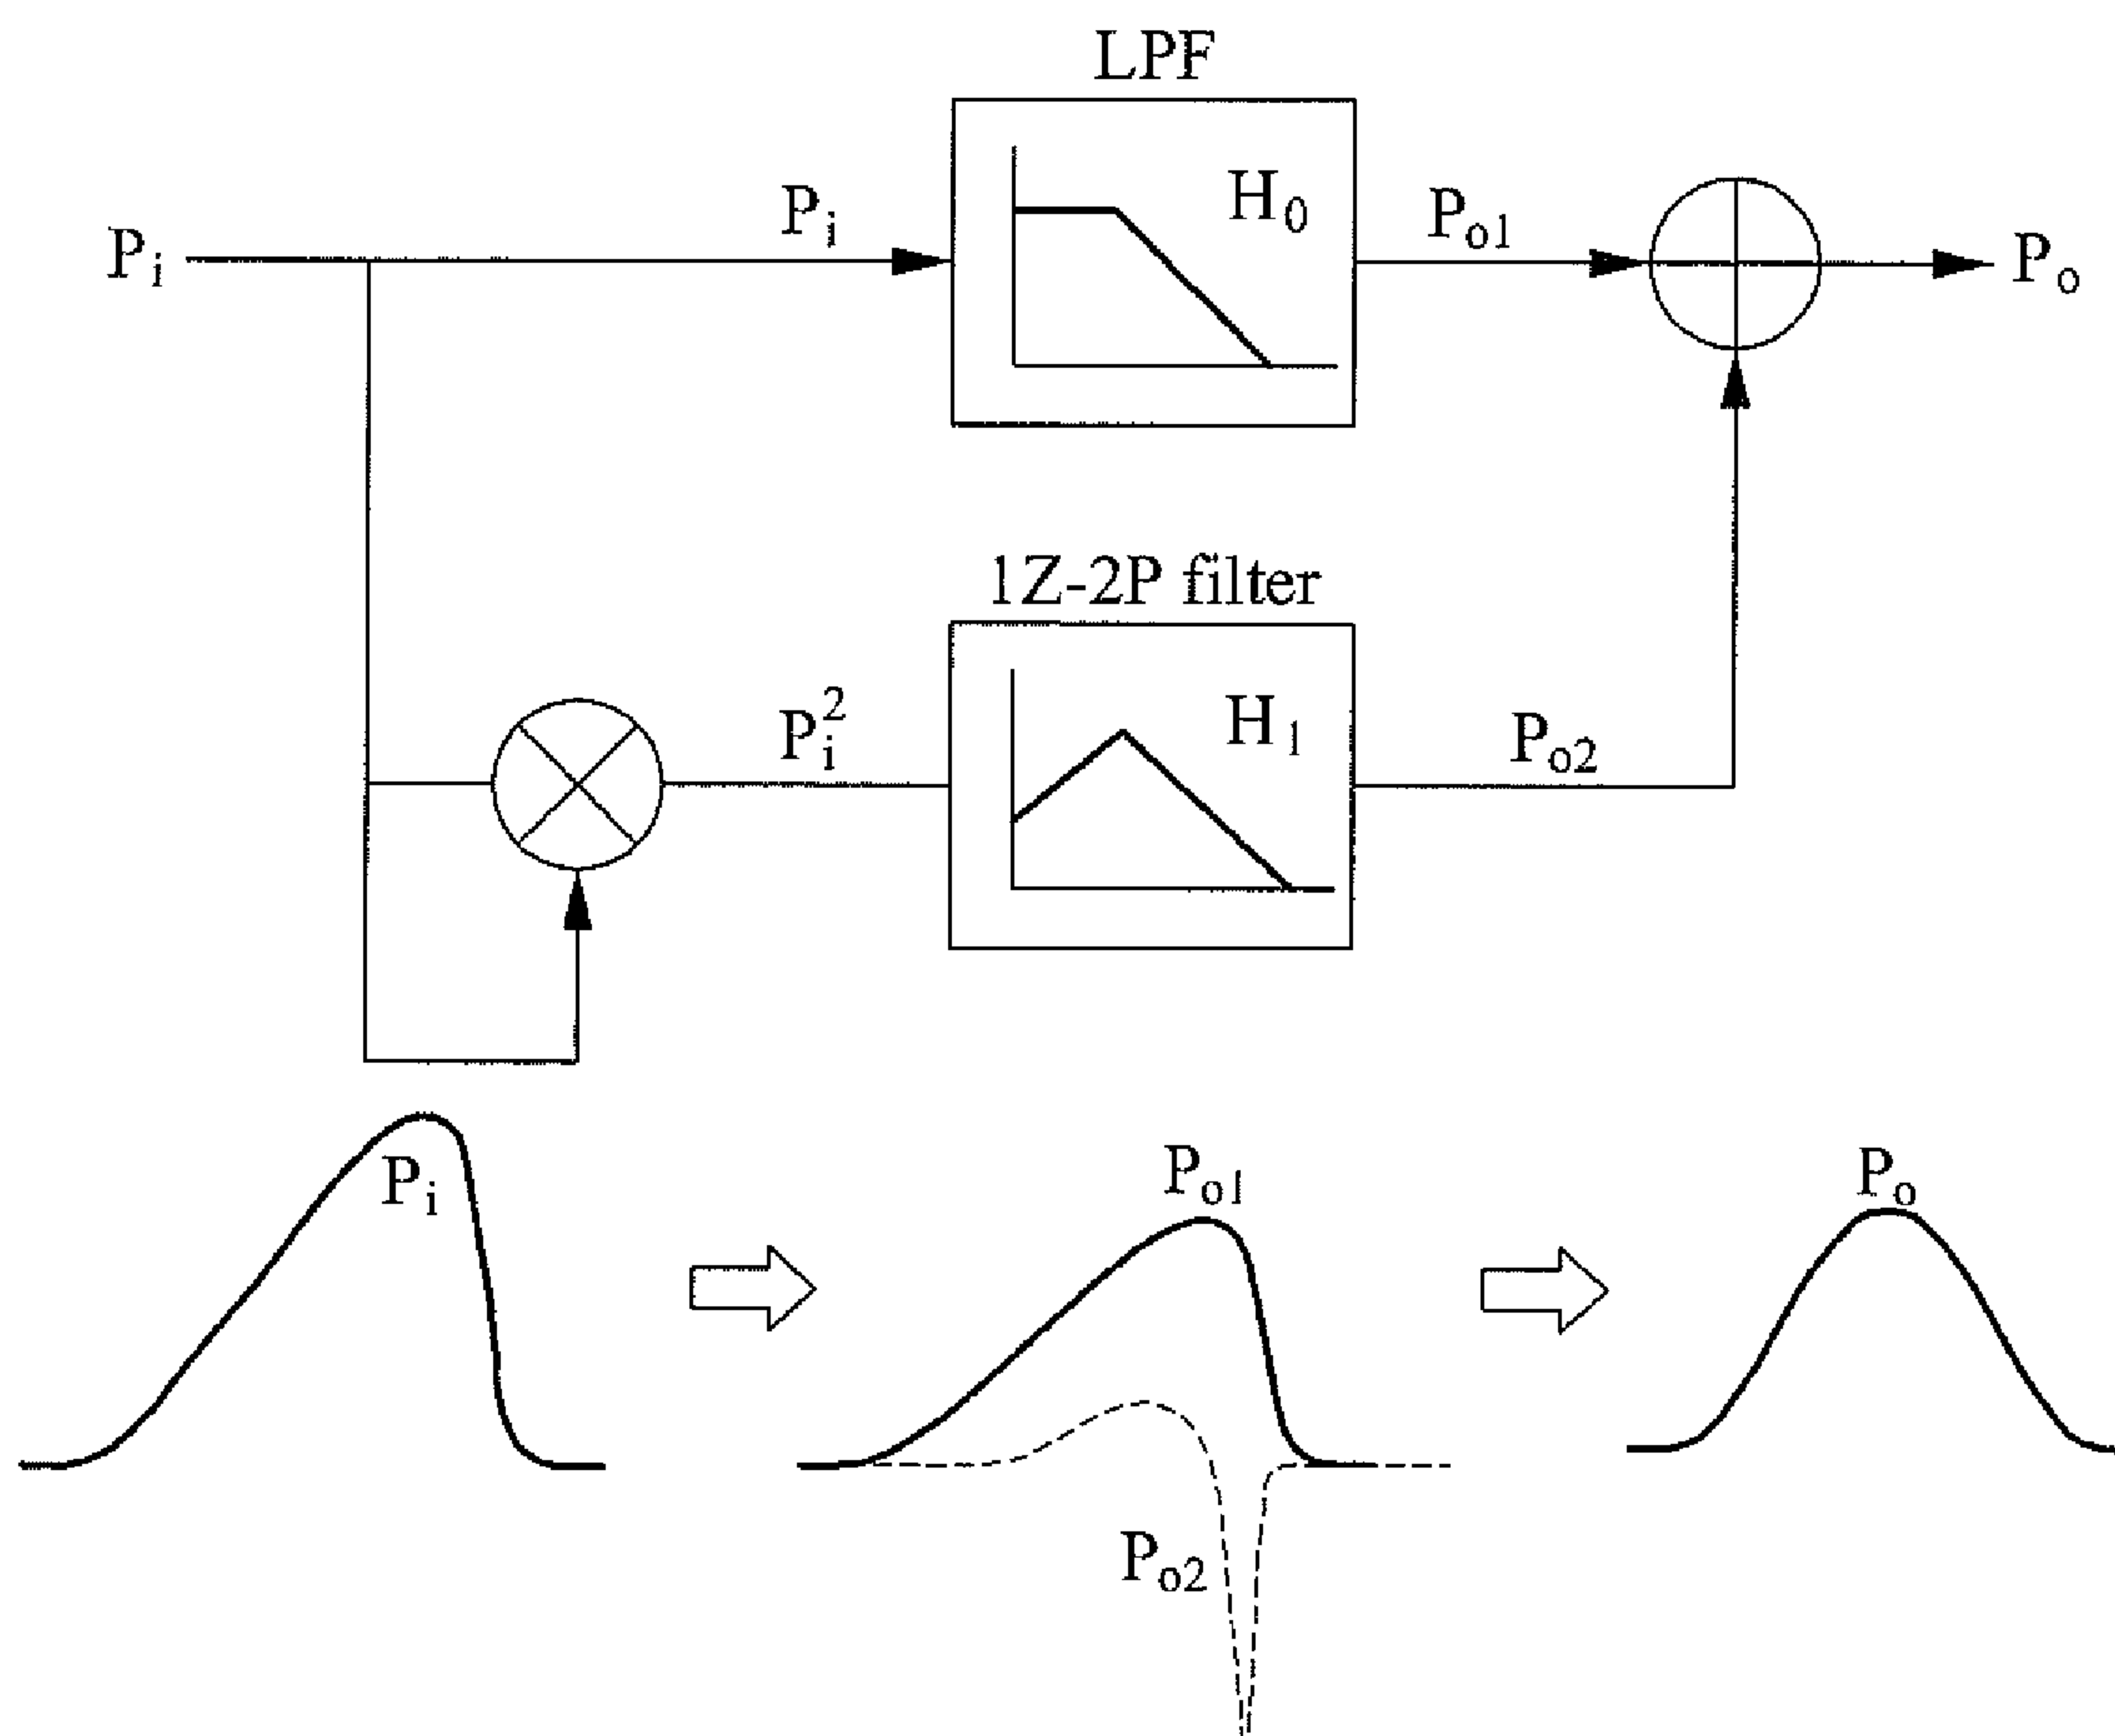 LPF
P_i
P_i
H_0
P_o1
P_o
1Z-2P filter
P_i^2
H_1
P_o2
P_i
P_o1
P_o
P_o2